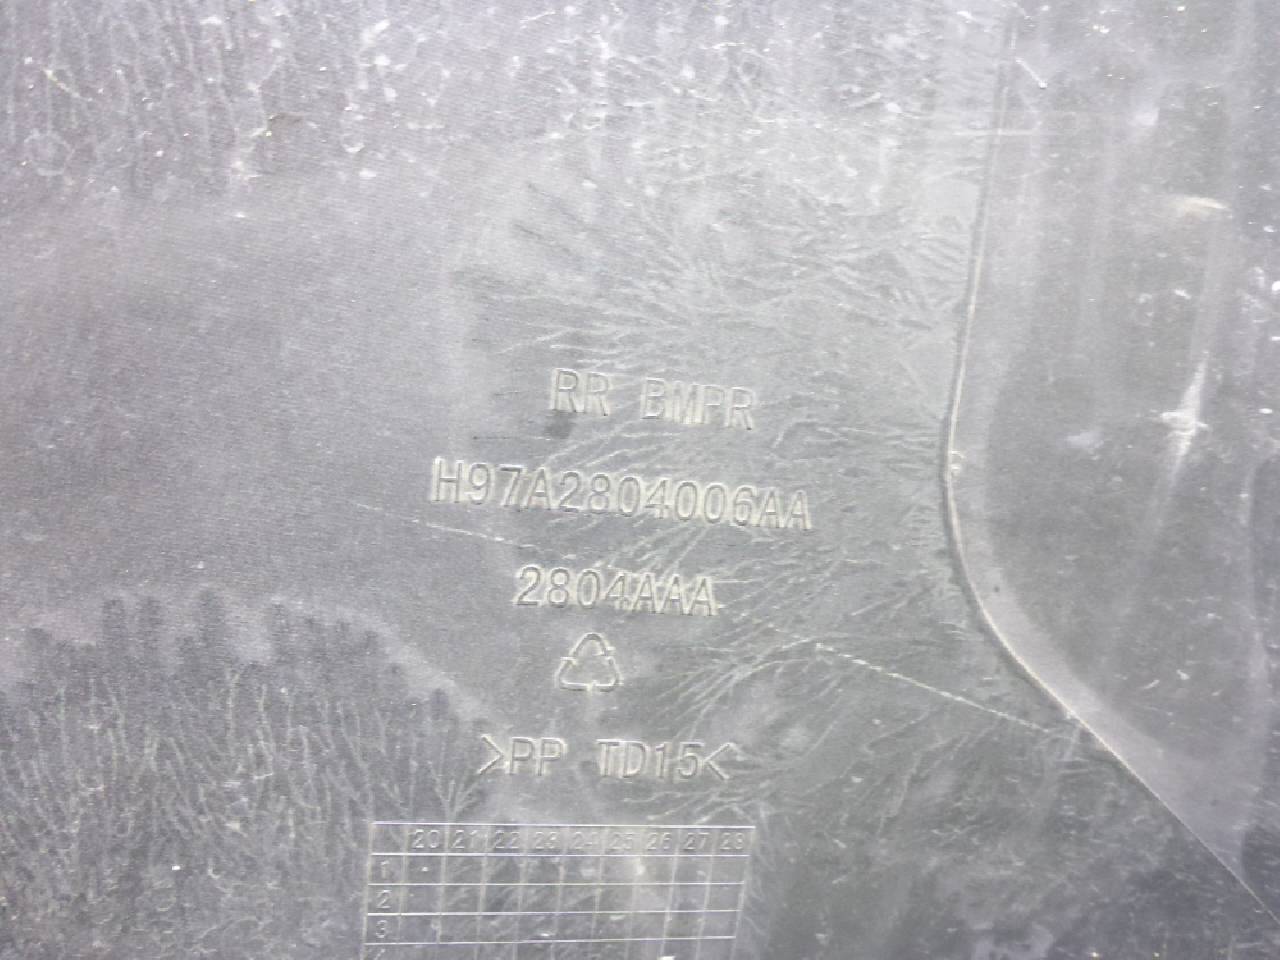 RR BMPR
H97A2804006AA
2804AAA
>PP TD15<
20 21 22 23 24 25 26 27 28
1
2
3